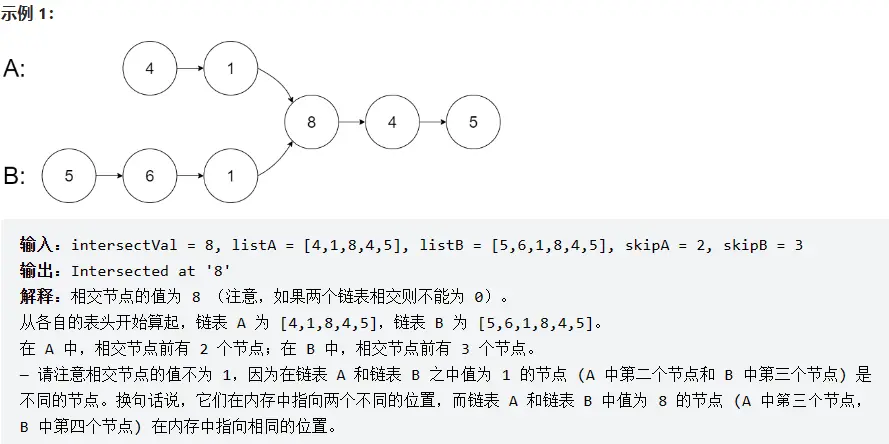 示例 1：
A: 4 1
8 4 5
B: 5 6 1
输入：intersectVal = 8, listA = [4,1,8,4,5], listB = [5,6,1,8,4,5], skipA = 2, skipB = 3
输出：Intersected at '8'
解释：相交节点的值为 8 （注意，如果两个链表相交则不能为 0）。
从各自的表头开始算起，链表 A 为 [4,1,8,4,5]，链表 B 为 [5,6,1,8,4,5]。
在 A 中，相交节点前有 2 个节点；在 B 中，相交节点前有 3 个节点。
— 请注意相交节点的值不为 1，因为在链表 A 和链表 B 之中值为 1 的节点 (A 中第二个节点和 B 中第三个节点) 是
不同的节点。换句话说，它们在内存中指向两个不同的位置，而链表 A 和链表 B 中值为 8 的节点 (A 中第三个节点，
B 中第四个节点) 在内存中指向相同的位置。